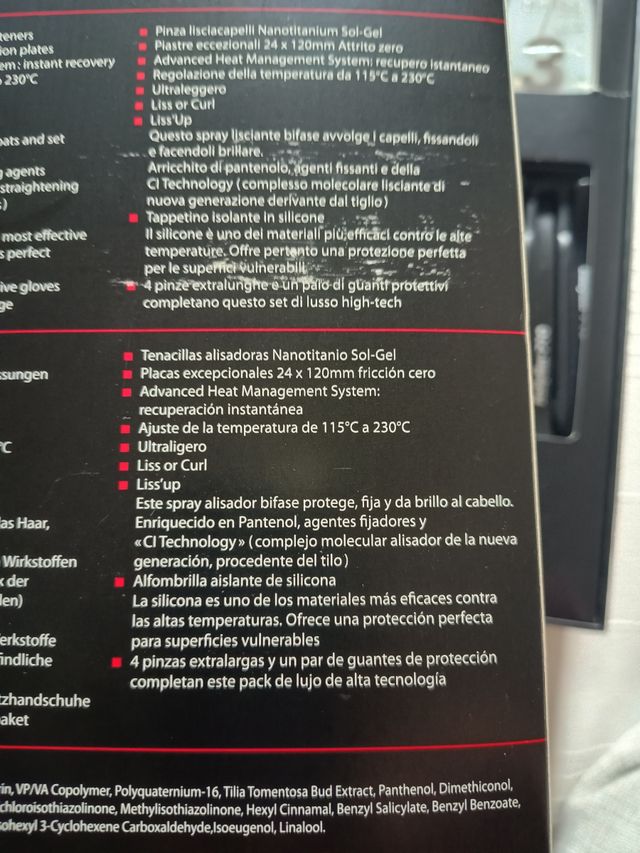 teners
ion plates
em: instant recovery
230°C
oats and set
agents
straightening
most effective
s perfect
ive gloves
ge
Pinza lisciacapelli Nanotitanium Sol-Gel
Piastre eccezionali 24 x 120mm Attrito zero
Advanced Heat Management System: recupero istantaneo
Regolazione della temperatura da 115°C a 230°C
Ultraleggero
Liss or Curl
Liss'Up
Questo spray lisciante bifase avvolge i capelli, fissandoli
e facendoli brillare.
Arricchito di pantenolo, agenti fissanti e della
CI Technology (complesso molecolare lisciante di
nuova generazione derivante dal tiglio)
Tappetino isolante in silicone
Il silicone è uno dei materiali più efficaci contro le alte
temperature. Offre pertanto una protezione perfetta
per le superfici vulnerabili
4 pinze extralunghe e un paio di guanti protettivi
completano questo set di lusso high-tech
ssungen
°C
as Haar,
Wirkstoffen
k der
len)
erkstoffe
findliche
tzhandschuhe
aket
Tenacillas alisadoras Nanotitanio Sol-Gel
Placas excepcionales 24 x 120mm fricción cero
Advanced Heat Management System:
recuperación instantánea
Ajuste de la temperatura de 115°C a 230°C
Ultraligero
Liss or Curl
Liss'up
Este spray alisador bifase protege, fija y da brillo al cabello.
Enriquecido en Pantenol, agentes fijadores y
«CI Technology» (complejo molecular alisador de la nueva
generación, procedente del tilo)
Alfombrilla aislante de silicona
La silicona es uno de los materiales más eficaces contra
las altas temperaturas. Ofrece una protección perfecta
para superficies vulnerables
4 pinzas extralargas y un par de guantes de protección
completan este pack de lujo de alta tecnología
rin, VP/VA Copolymer, Polyquaternium-16, Tilia Tomentosa Bud Extract, Panthenol, Dimethiconol,
chloroisothiazolinone, Methylisothiazolinone, Hexyl Cinnamal, Benzyl Salicylate, Benzyl Benzoate,
ohexyl 3-Cyclohexene Carboxaldehyde,Isoeugenol, Linalool.